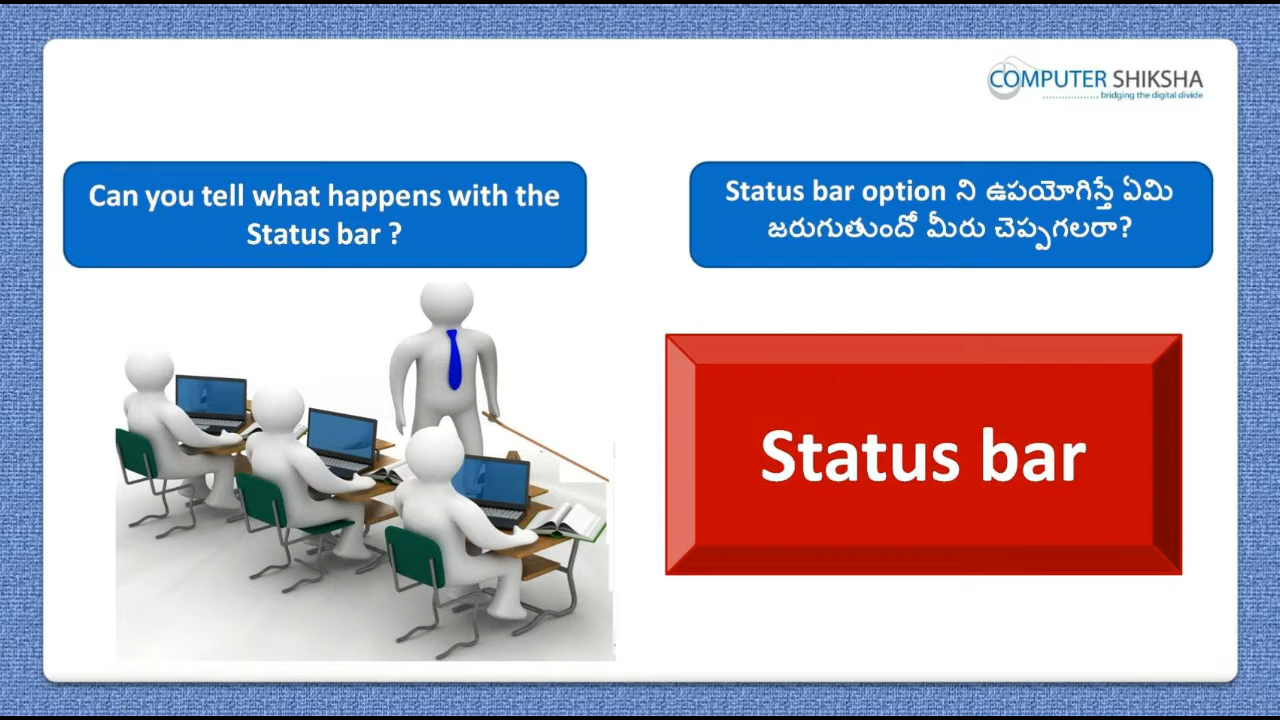 COMPUTER SHIKSHA
.................... bridging the digital divide
Can you tell what happens with the
Status bar ?
Status bar option ని ఉపయోగిస్తే ఏమి
జరుగుతుందో మీరు చెప్పగలరా?
Status bar